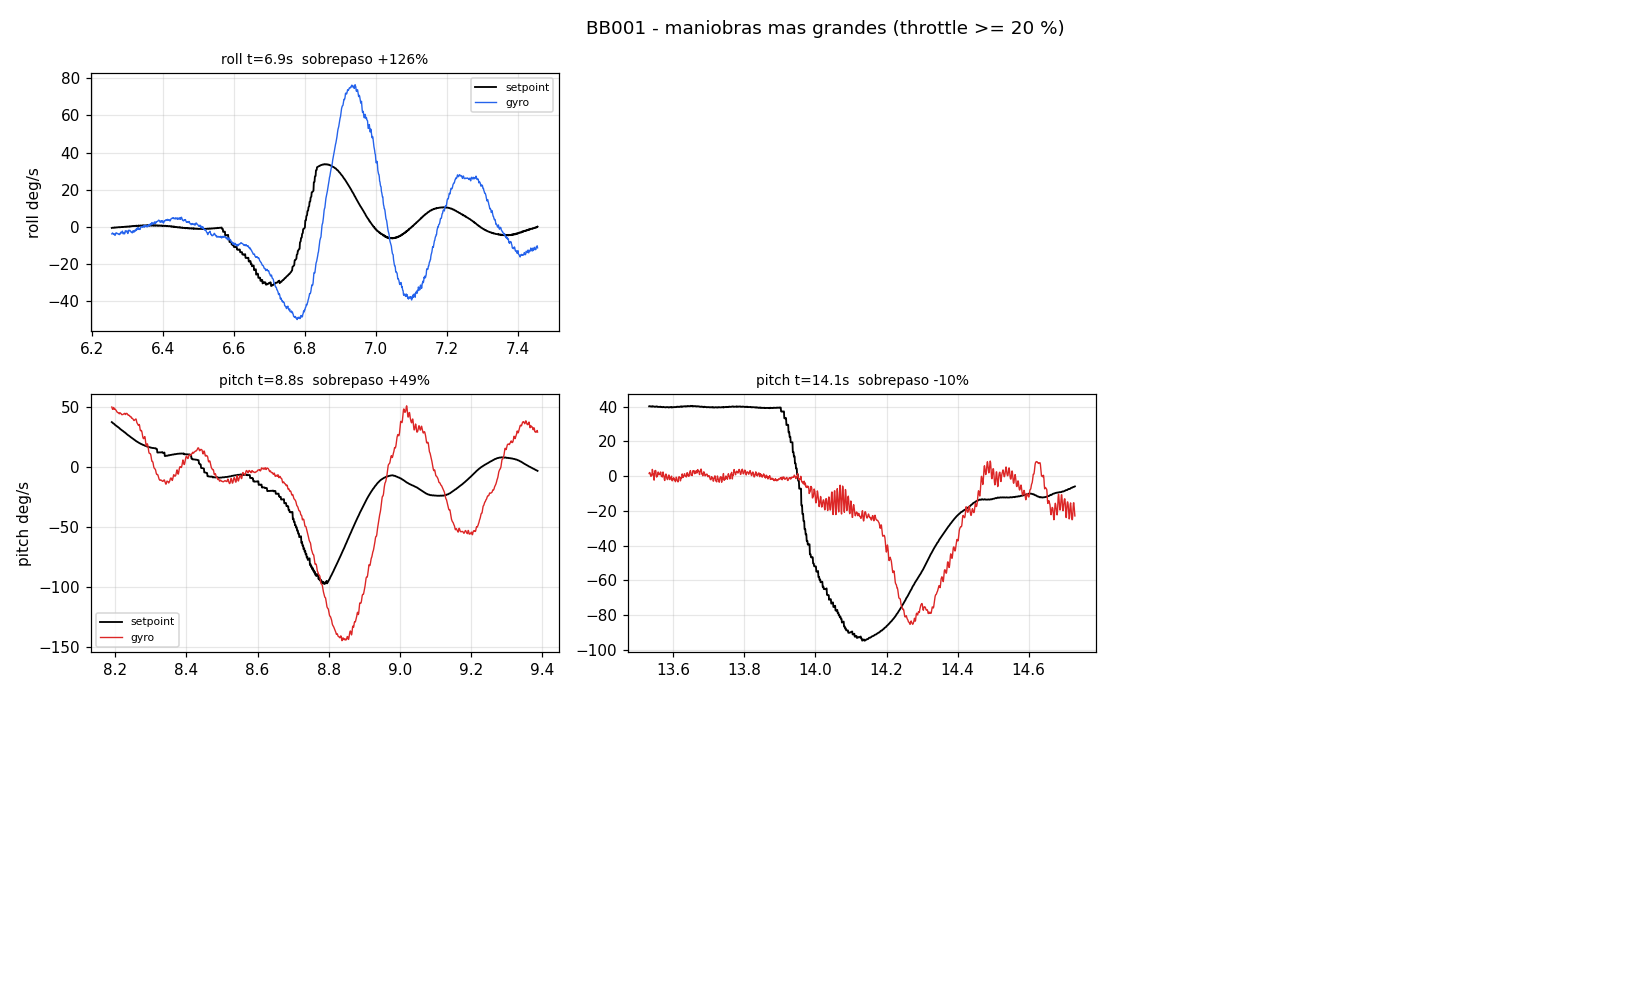 BB001 - maniobras mas grandes (throttle >= 20 %)
roll t=6.9s  sobrepaso +126%
roll deg/s
80
60
40
20
0
−20
−40
setpoint
gyro
6.2 6.4 6.6 6.8 7.0 7.2 7.4
pitch t=8.8s  sobrepaso +49%
pitch deg/s
50
0
−50
−100
−150
setpoint
gyro
8.2 8.4 8.6 8.8 9.0 9.2 9.4
pitch t=14.1s  sobrepaso -10%
40
20
0
−20
−40
−60
−80
−100
13.6 13.8 14.0 14.2 14.4 14.6